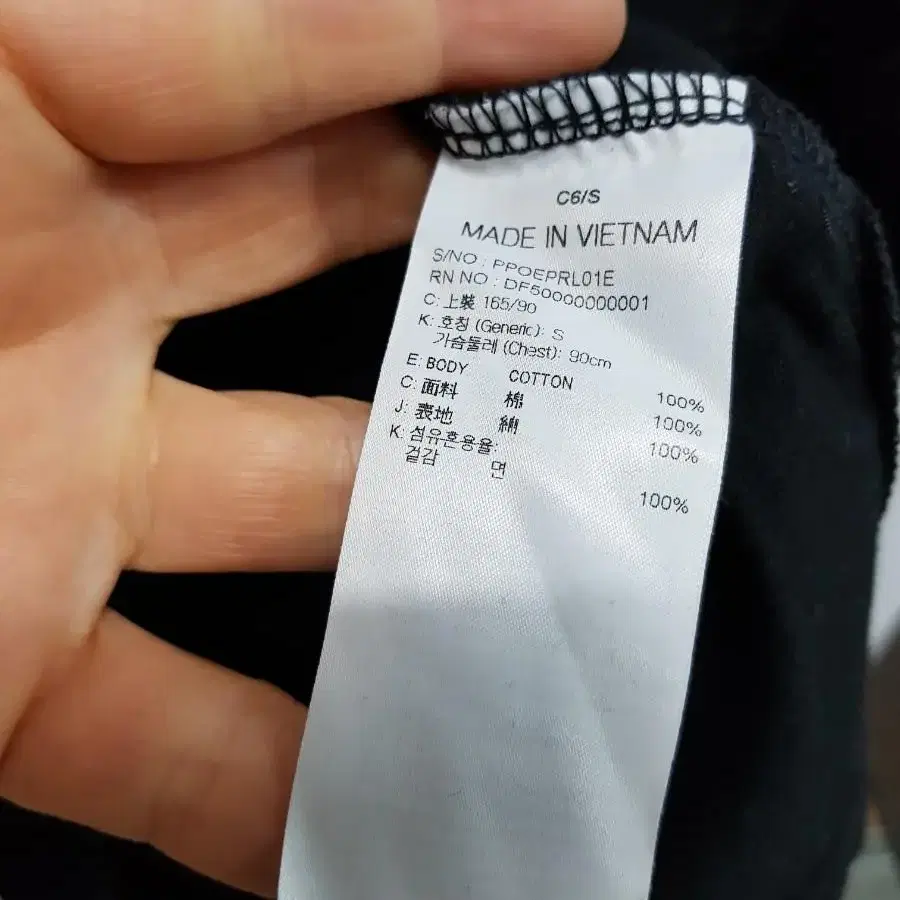 C6/S
MADE IN VIETNAM
S/NO : PPOEPRL01E
RN NO : DF50000000001
C: 上裝 165/90
K: 호칭 (Generic): S
가슴둘레 (Chest): 90cm
E: BODY COTTON 100%
C: 面料 棉 100%
J: 表地 綿 100%
K: 섬유혼용율:
겉감 면 100%